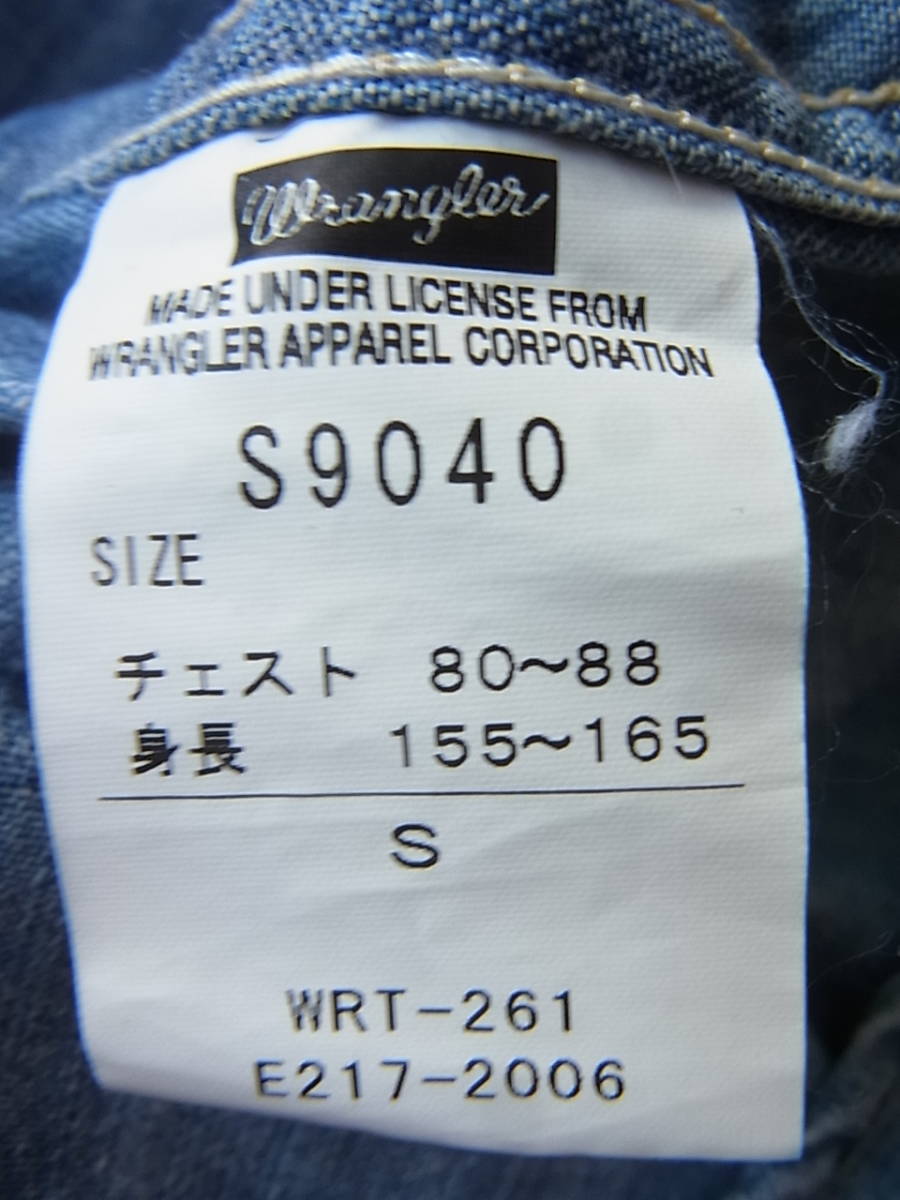 Wrangler
MADE UNDER LICENSE FROM
WRANGLER APPAREL CORPORATION
S9040
SIZE
チェスト 80~88
身長 155~165
S
WRT-261
E217-2006